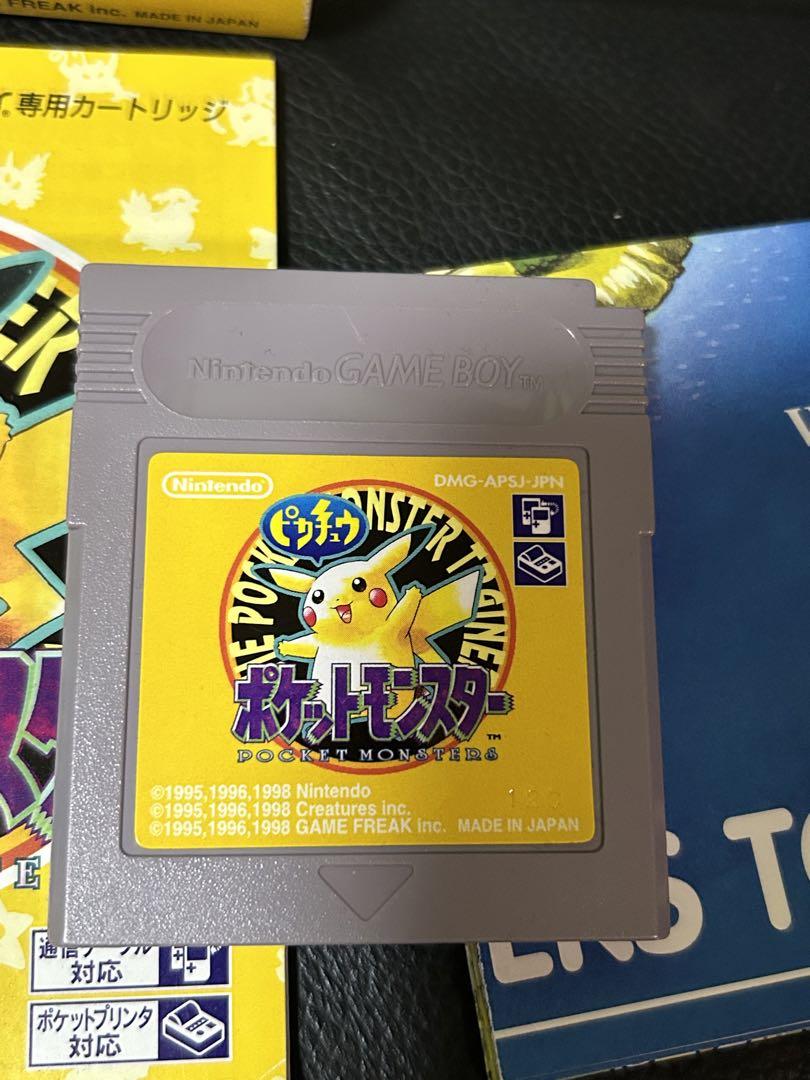 FREAK inc. MADE IN JAPAN
専用カートリッジ
Nintendo GAME BOY TM
Nintendo
DMG-APSJ-JPN
ピカチュウ
ポケットモンスター
TM
POCKET MONSTERS
©1995,1996,1998 Nintendo
©1995,1996,1998 Creatures inc.
©1995,1996,1998 GAME FREAK inc. MADE IN JAPAN
対応
ポケットプリンタ
対応